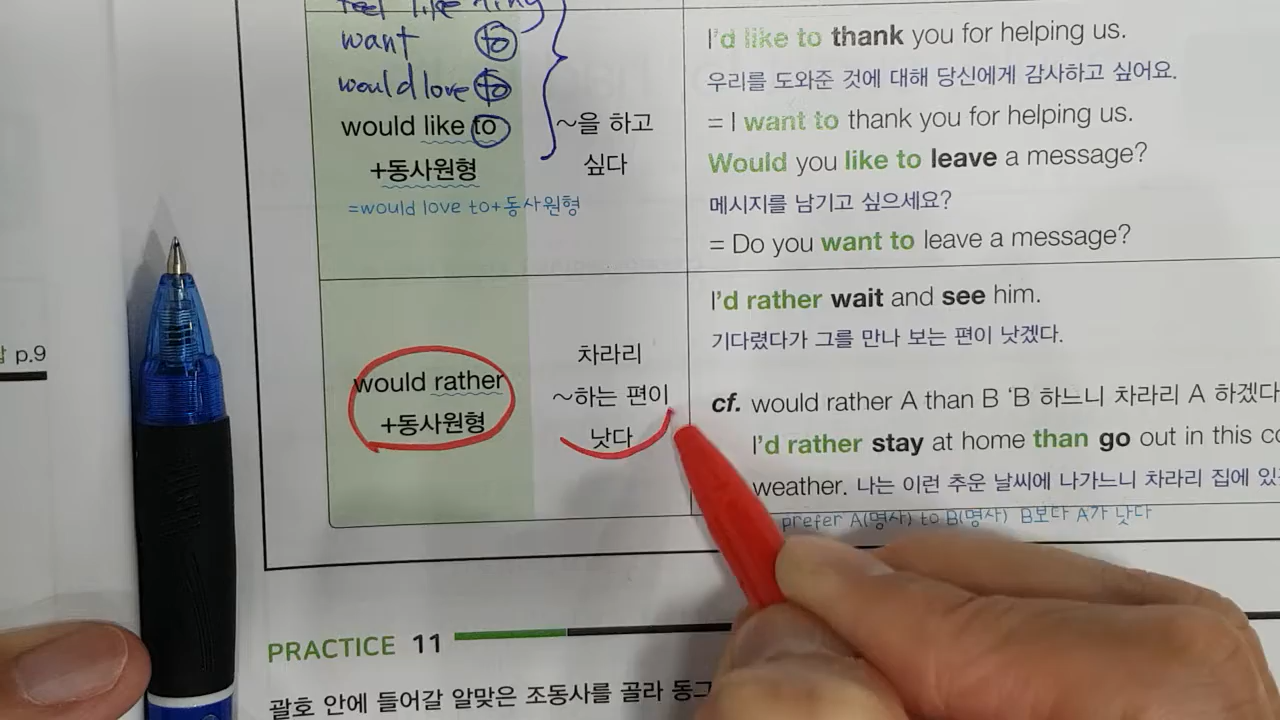 feel like ~ing
want to
would love to
would like to
+동사원형
=would love to+동사원형
~을 하고
싶다
I'd like to thank you for helping us.
우리를 도와준 것에 대해 당신에게 감사하고 싶어요.
= I want to thank you for helping us.
Would you like to leave a message?
메시지를 남기고 싶으세요?
= Do you want to leave a message?
would rather
+동사원형
차라리
~하는 편이
낫다
I'd rather wait and see him.
기다렸다가 그를 만나 보는 편이 낫겠다.
cf. would rather A than B 'B 하느니 차라리 A 하겠다
I'd rather stay at home than go out in this
weather. 나는 이런 추운 날씨에 나가느니 차라리 집에
prefer A(명사) to B(명사) B보다 A가 낫다
p.9
PRACTICE 11
괄호 안에 들어갈 알맞은 조동사를 골라